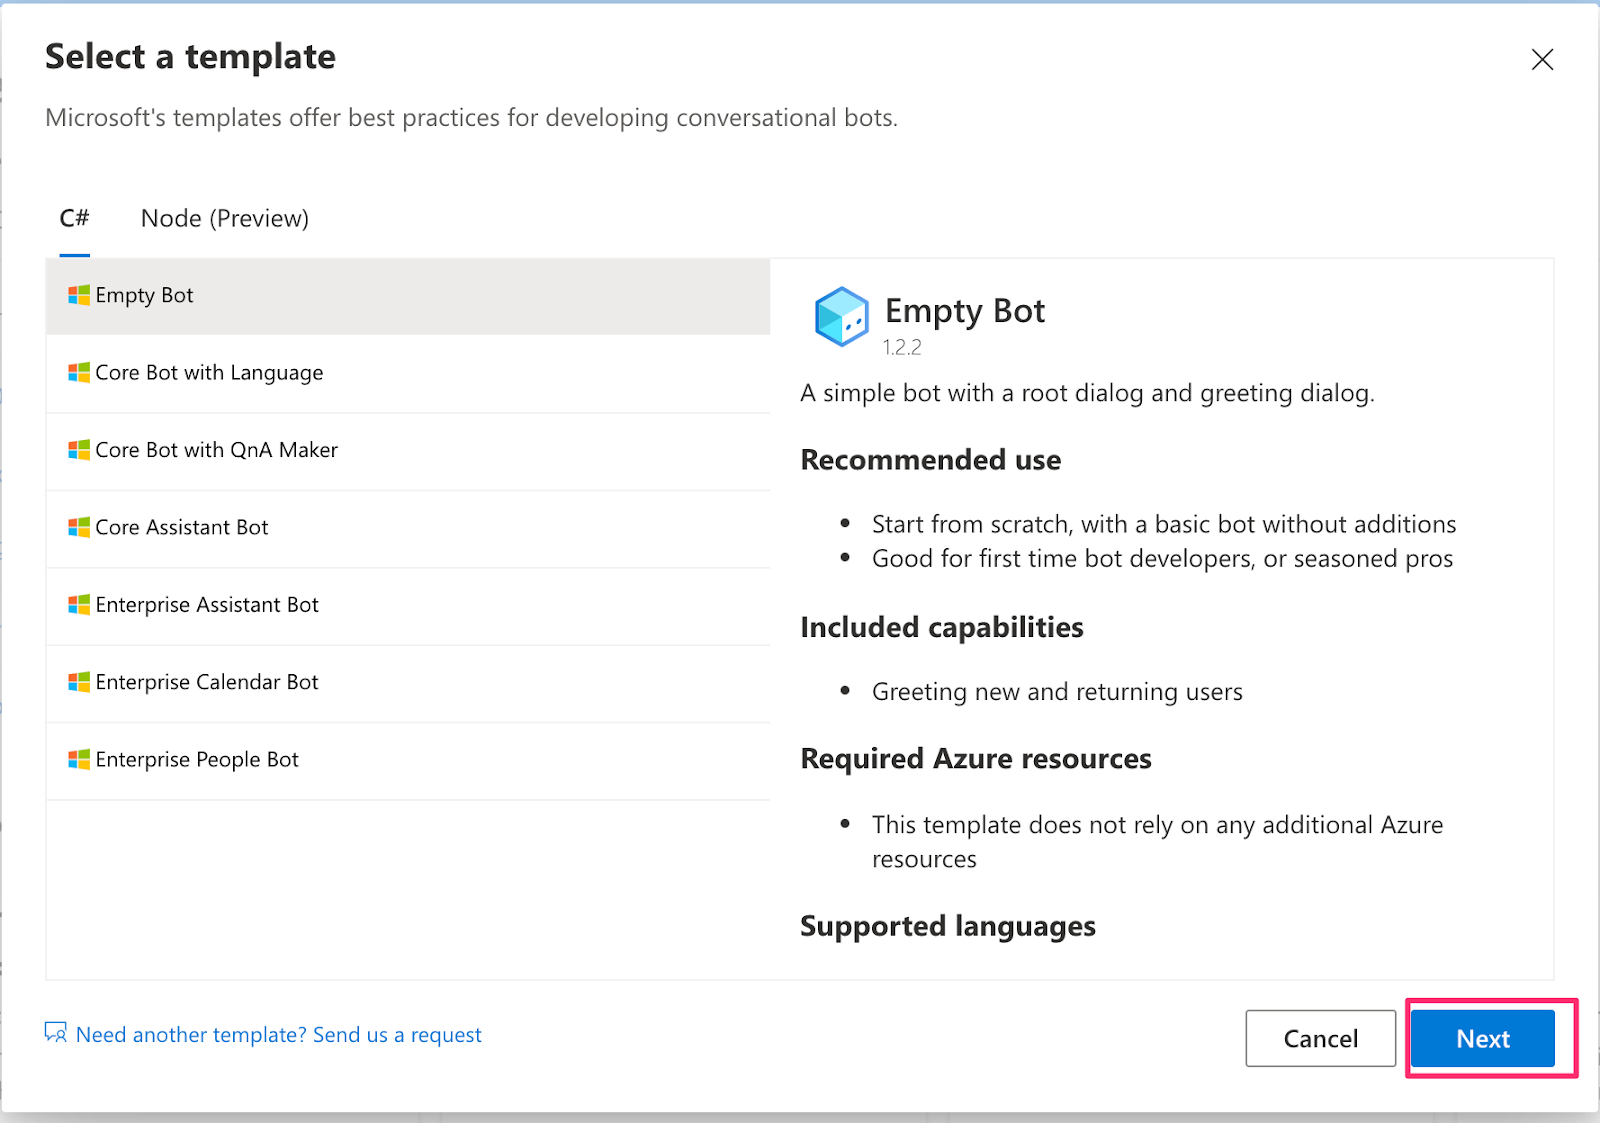 Select a template
Microsoft's templates offer best practices for developing conversational bots.
C#
Node (Preview)
Empty Bot
Core Bot with Language
Core Bot with QnA Maker
Core Assistant Bot
Enterprise Assistant Bot
Enterprise Calendar Bot
Enterprise People Bot
Empty Bot
1.2.2
A simple bot with a root dialog and greeting dialog.
Recommended use
• Start from scratch, with a basic bot without additions
• Good for first time bot developers, or seasoned pros
Included capabilities
• Greeting new and returning users
Required Azure resources
• This template does not rely on any additional Azure
resources
Supported languages
Need another template? Send us a request
Cancel
Next